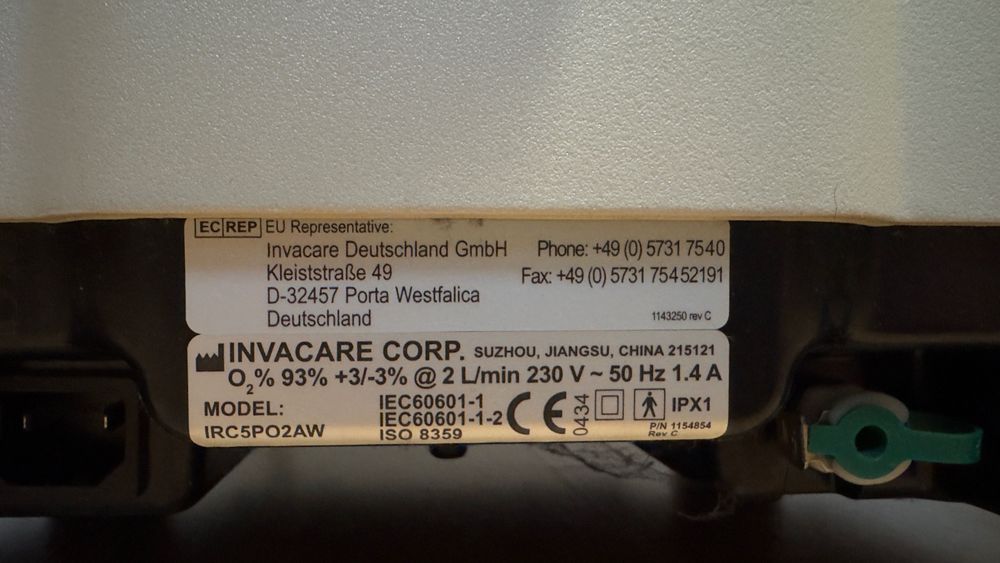 EC REP EU Representative:
Invacare Deutschland GmbH Phone: +49 (0) 5731 7540
Kleiststraße 49 Fax: +49 (0) 5731 75452191
D-32457 Porta Westfalica
Deutschland 1143250 rev C
INVACARE CORP. SUZHOU, JIANGSU, CHINA 215121
O2% 93% +3/-3% @ 2 L/min 230 V ~ 50 Hz 1.4 A
MODEL: IEC60601-1
IRC5PO2AW IEC60601-1-2
ISO 8359
CE 0434 IPX1
P/N 1154854
Rev C